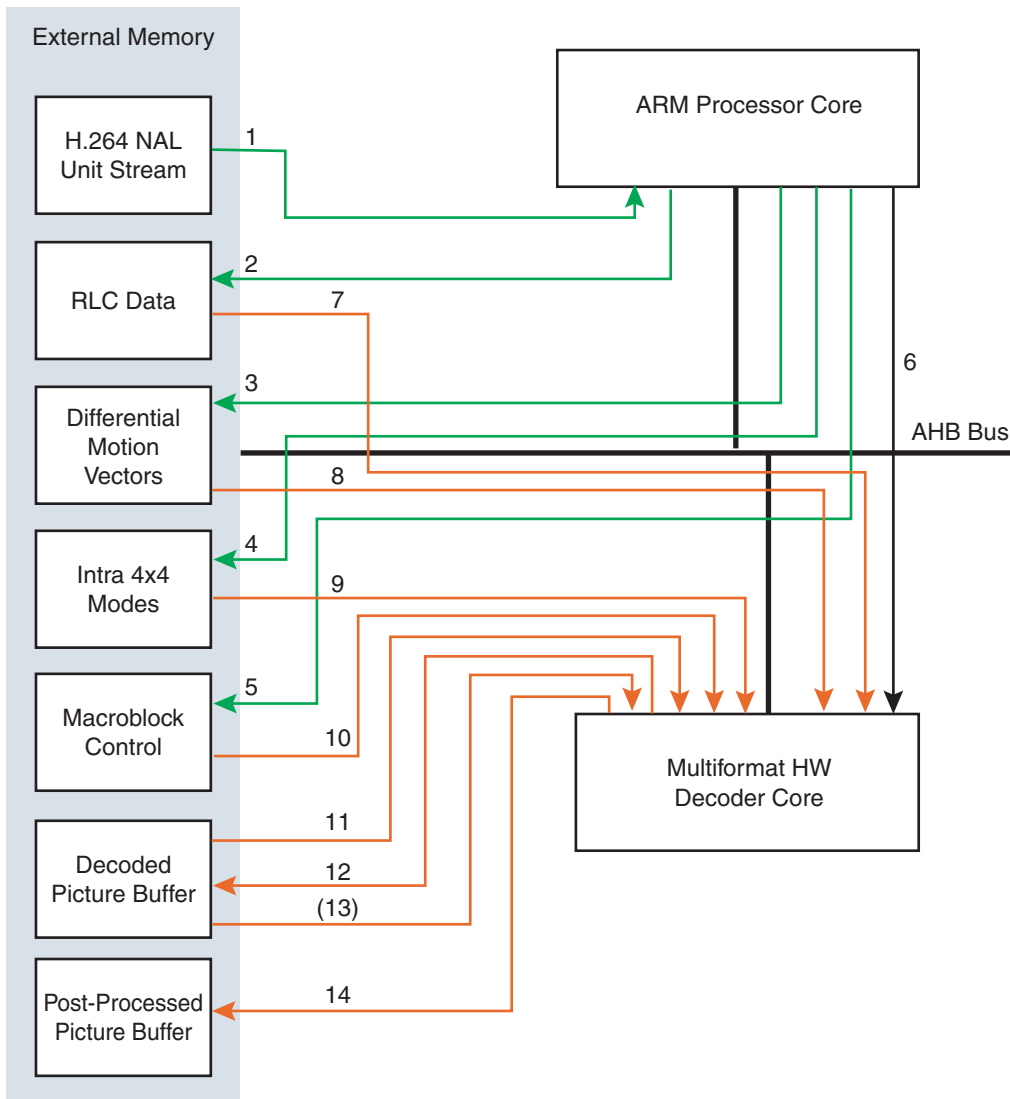 External Memory
ARM Processor Core
H.264 NAL
Unit Stream
1
RLC Data
2
7
6
Differential
Motion
Vectors
3
AHB Bus
8
Intra 4x4
Modes
4
9
Macroblock
Control
5
10
Multiformat HW
Decoder Core
Decoded
Picture Buffer
11
12
(13)
Post-Processed
Picture Buffer
14